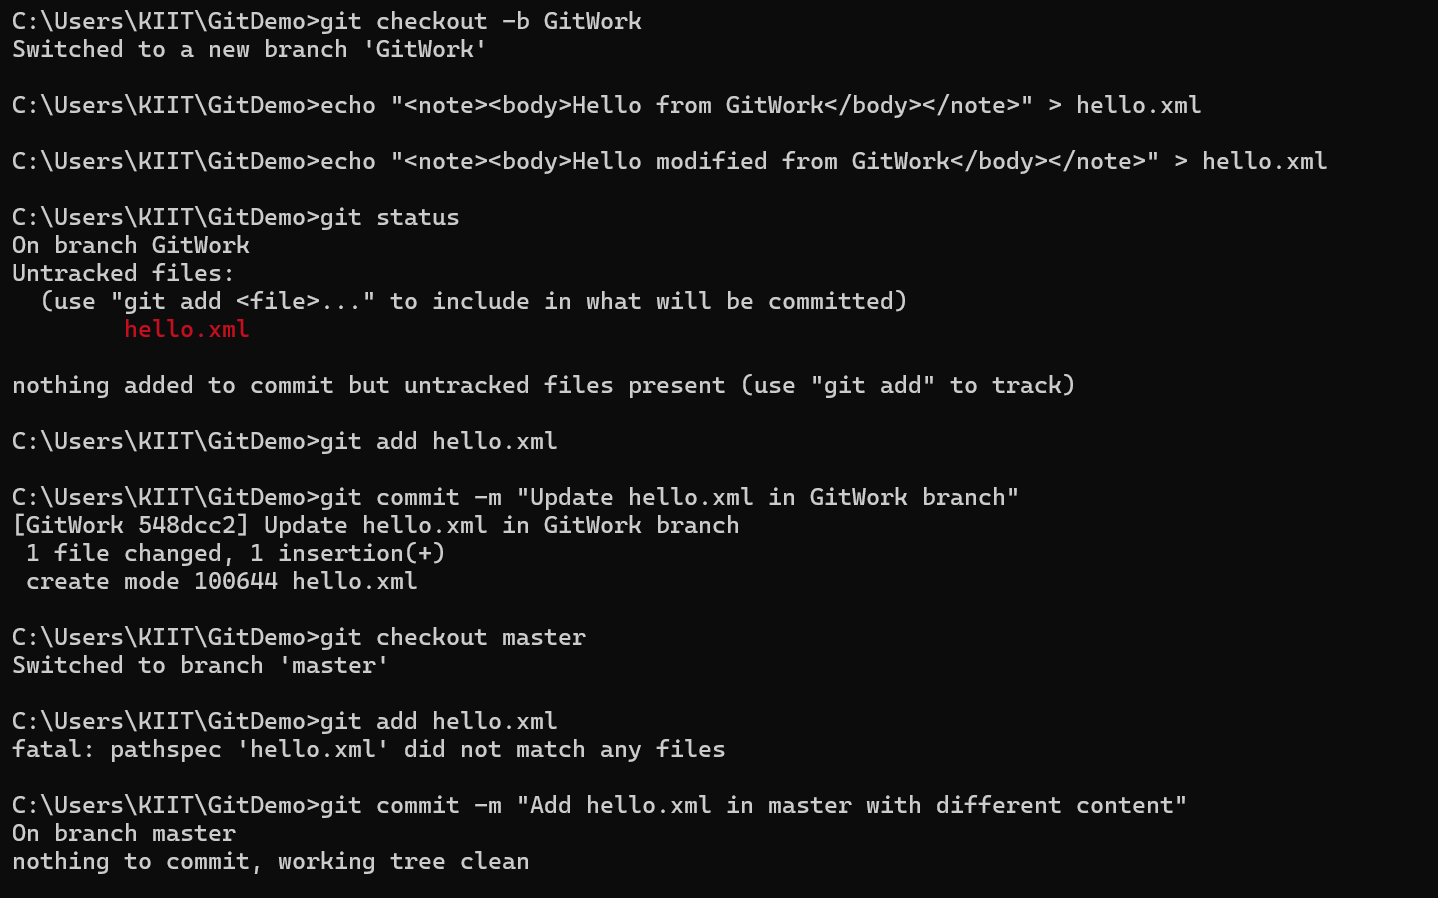 C:\Users\KIIT\GitDemo>git checkout -b GitWork
Switched to a new branch 'GitWork'
C:\Users\KIIT\GitDemo>echo "<note><body>Hello from GitWork</body></note>" > hello.xml
C:\Users\KIIT\GitDemo>echo "<note><body>Hello modified from GitWork</body></note>" > hello.xml
C:\Users\KIIT\GitDemo>git status
On branch GitWork
Untracked files:
  (use "git add <file>..." to include in what will be committed)
        hello.xml
nothing added to commit but untracked files present (use "git add" to track)
C:\Users\KIIT\GitDemo>git add hello.xml
C:\Users\KIIT\GitDemo>git commit -m "Update hello.xml in GitWork branch"
[GitWork 548dcc2] Update hello.xml in GitWork branch
 1 file changed, 1 insertion(+)
 create mode 100644 hello.xml
C:\Users\KIIT\GitDemo>git checkout master
Switched to branch 'master'
C:\Users\KIIT\GitDemo>git add hello.xml
fatal: pathspec 'hello.xml' did not match any files
C:\Users\KIIT\GitDemo>git commit -m "Add hello.xml in master with different content"
On branch master
nothing to commit, working tree clean